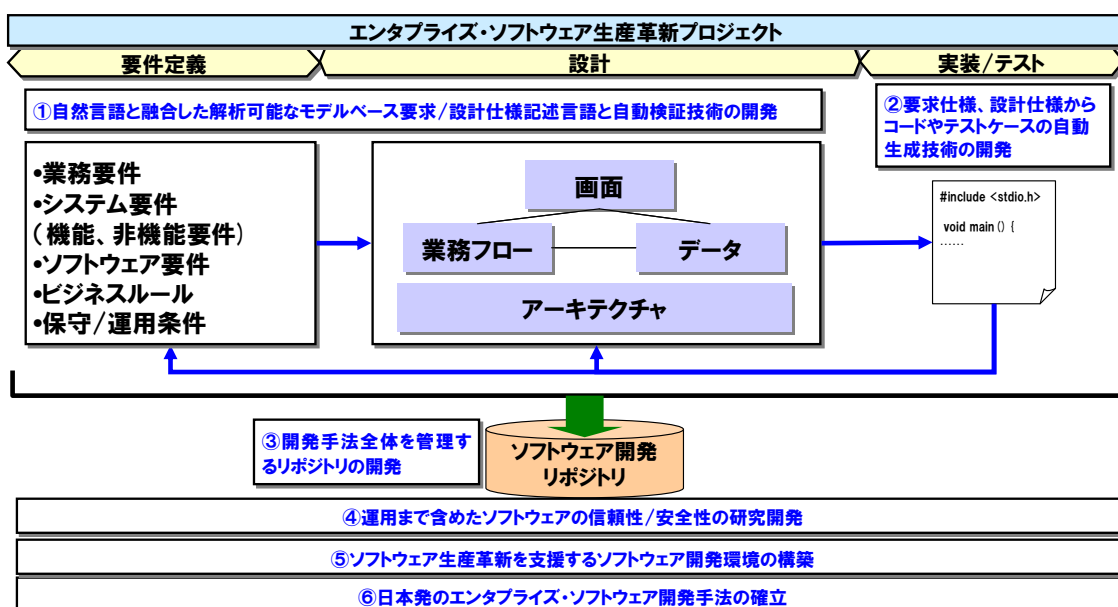 エンタプライズ・ソフトウェア生産革新プロジェクト
要件定義
設計
実装/テスト
①自然言語と融合した解析可能なモデルベース要求/設計仕様記述言語と自動検証技術の開発
②要求仕様、設計仕様から
コードやテストケースの自動
生成技術の開発
•業務要件
•システム要件
(機能、非機能要件)
•ソフトウェア要件
•ビジネスルール
•保守/運用条件
画面
業務フロー
データ
アーキテクチャ
#include <stdio.h>
void main () {
......
③開発手法全体を管理す
るリポジトリの開発
ソフトウェア開発
リポジトリ
④運用まで含めたソフトウェアの信頼性/安全性の研究開発
⑤ソフトウェア生産革新を支援するソフトウェア開発環境の構築
⑥日本発のエンタプライズ・ソフトウェア開発手法の確立